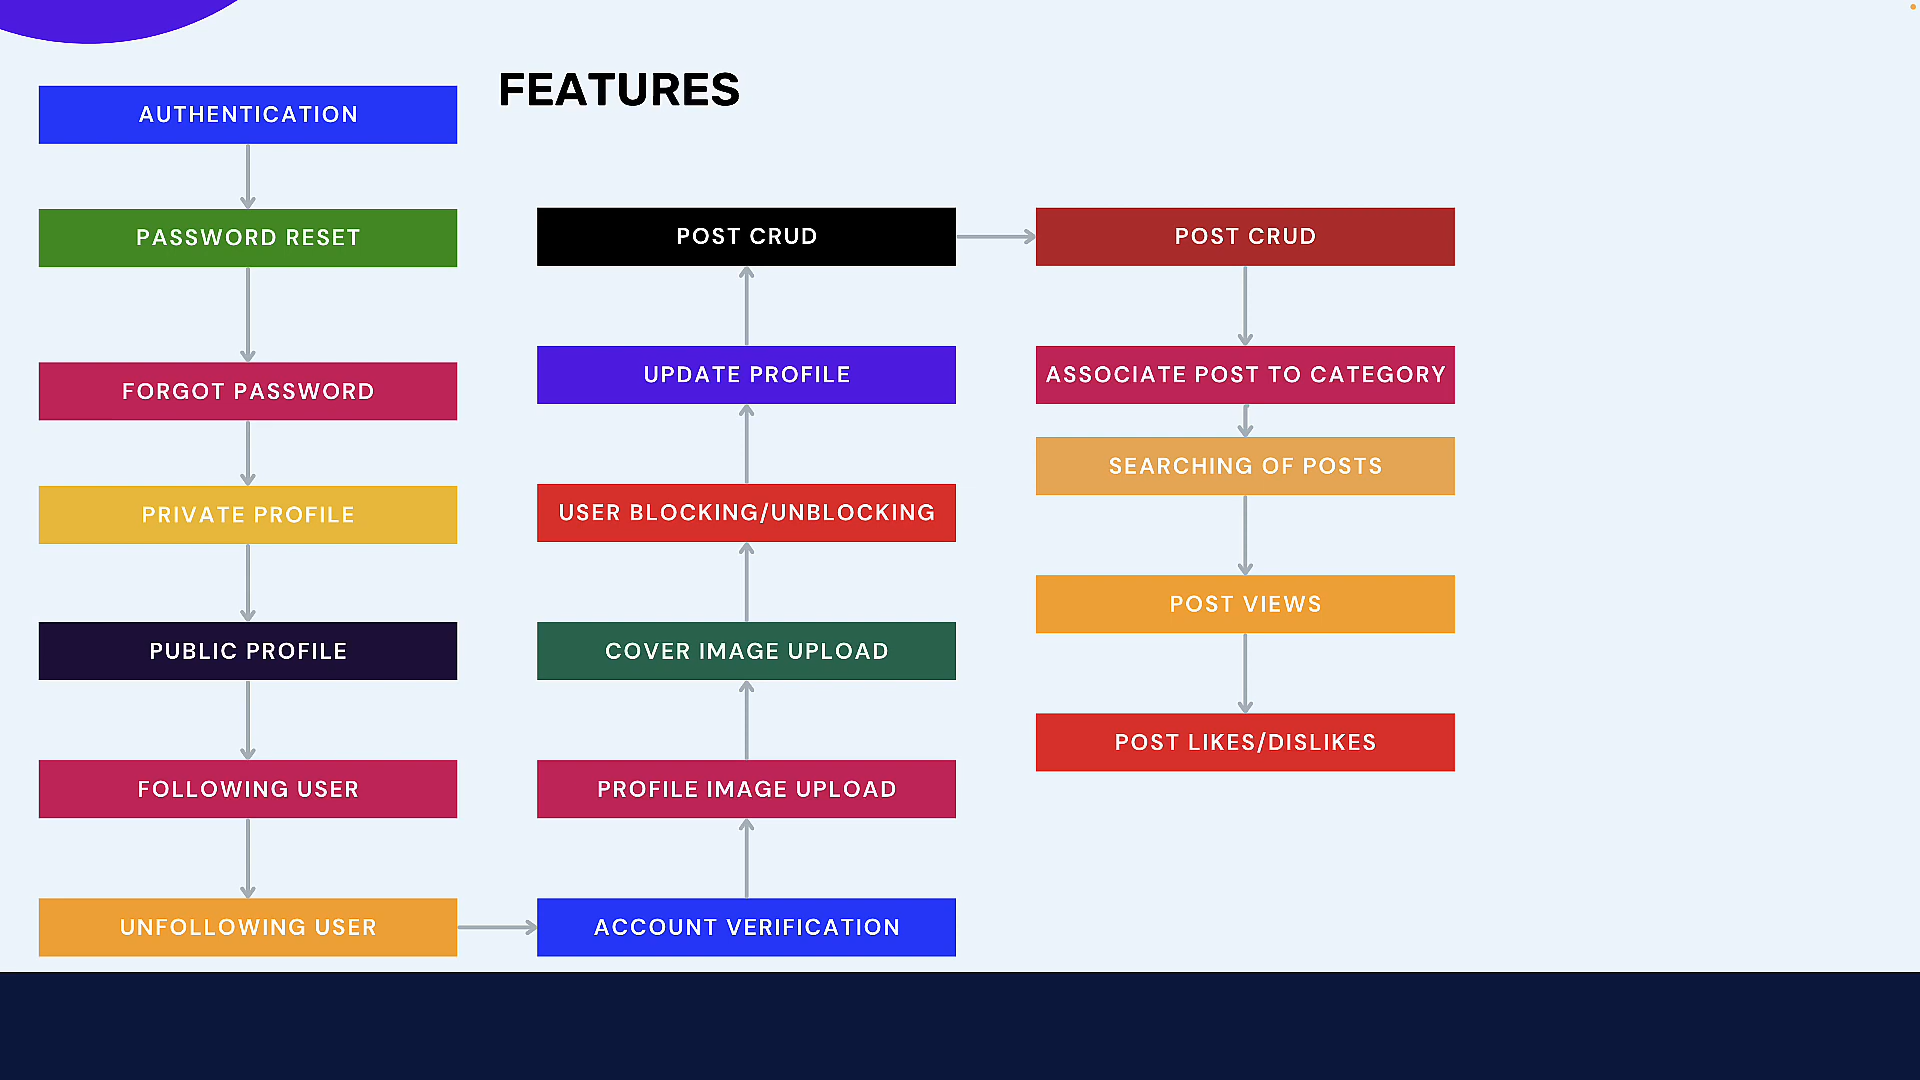 FEATURES
AUTHENTICATION
PASSWORD RESET
FORGOT PASSWORD
PRIVATE PROFILE
PUBLIC PROFILE
FOLLOWING USER
UNFOLLOWING USER
POST CRUD
UPDATE PROFILE
USER BLOCKING/UNBLOCKING
COVER IMAGE UPLOAD
PROFILE IMAGE UPLOAD
ACCOUNT VERIFICATION
POST CRUD
ASSOCIATE POST TO CATEGORY
SEARCHING OF POSTS
POST VIEWS
POST LIKES/DISLIKES